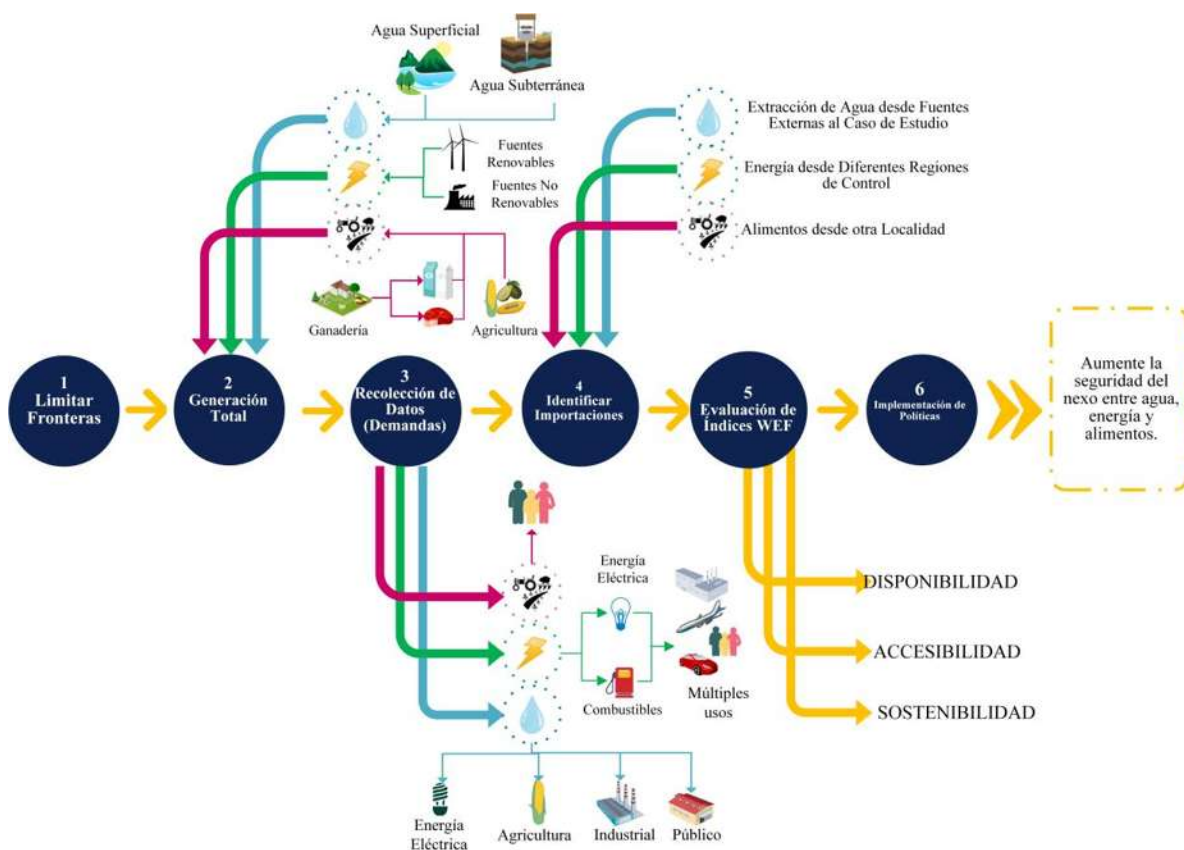 Agua Superficial
Agua Subterránea
Fuentes
Renovables
Fuentes No
Renovables
Ganadería
Agricultura
Extracción de Agua desde Fuentes
Externas al Caso de Estudio
Energía desde Diferentes Regiones
de Control
Alimentos desde otra Localidad
1
Limitar
Fronteras
2
Generación
Total
3
Recolección de
Datos
(Demandas)
4
Identificar
Importaciones
5
Evaluación de
Índices WEF
6
Implementación de
Políticas
Aumente la
seguridad del
nexo entre agua,
energía y
alimentos.
Energía
Eléctrica
Combustibles
Múltiples
usos
DISPONIBILIDAD
ACCESIBILIDAD
SOSTENIBILIDAD
Energía
Eléctrica
Agricultura
Industrial
Público